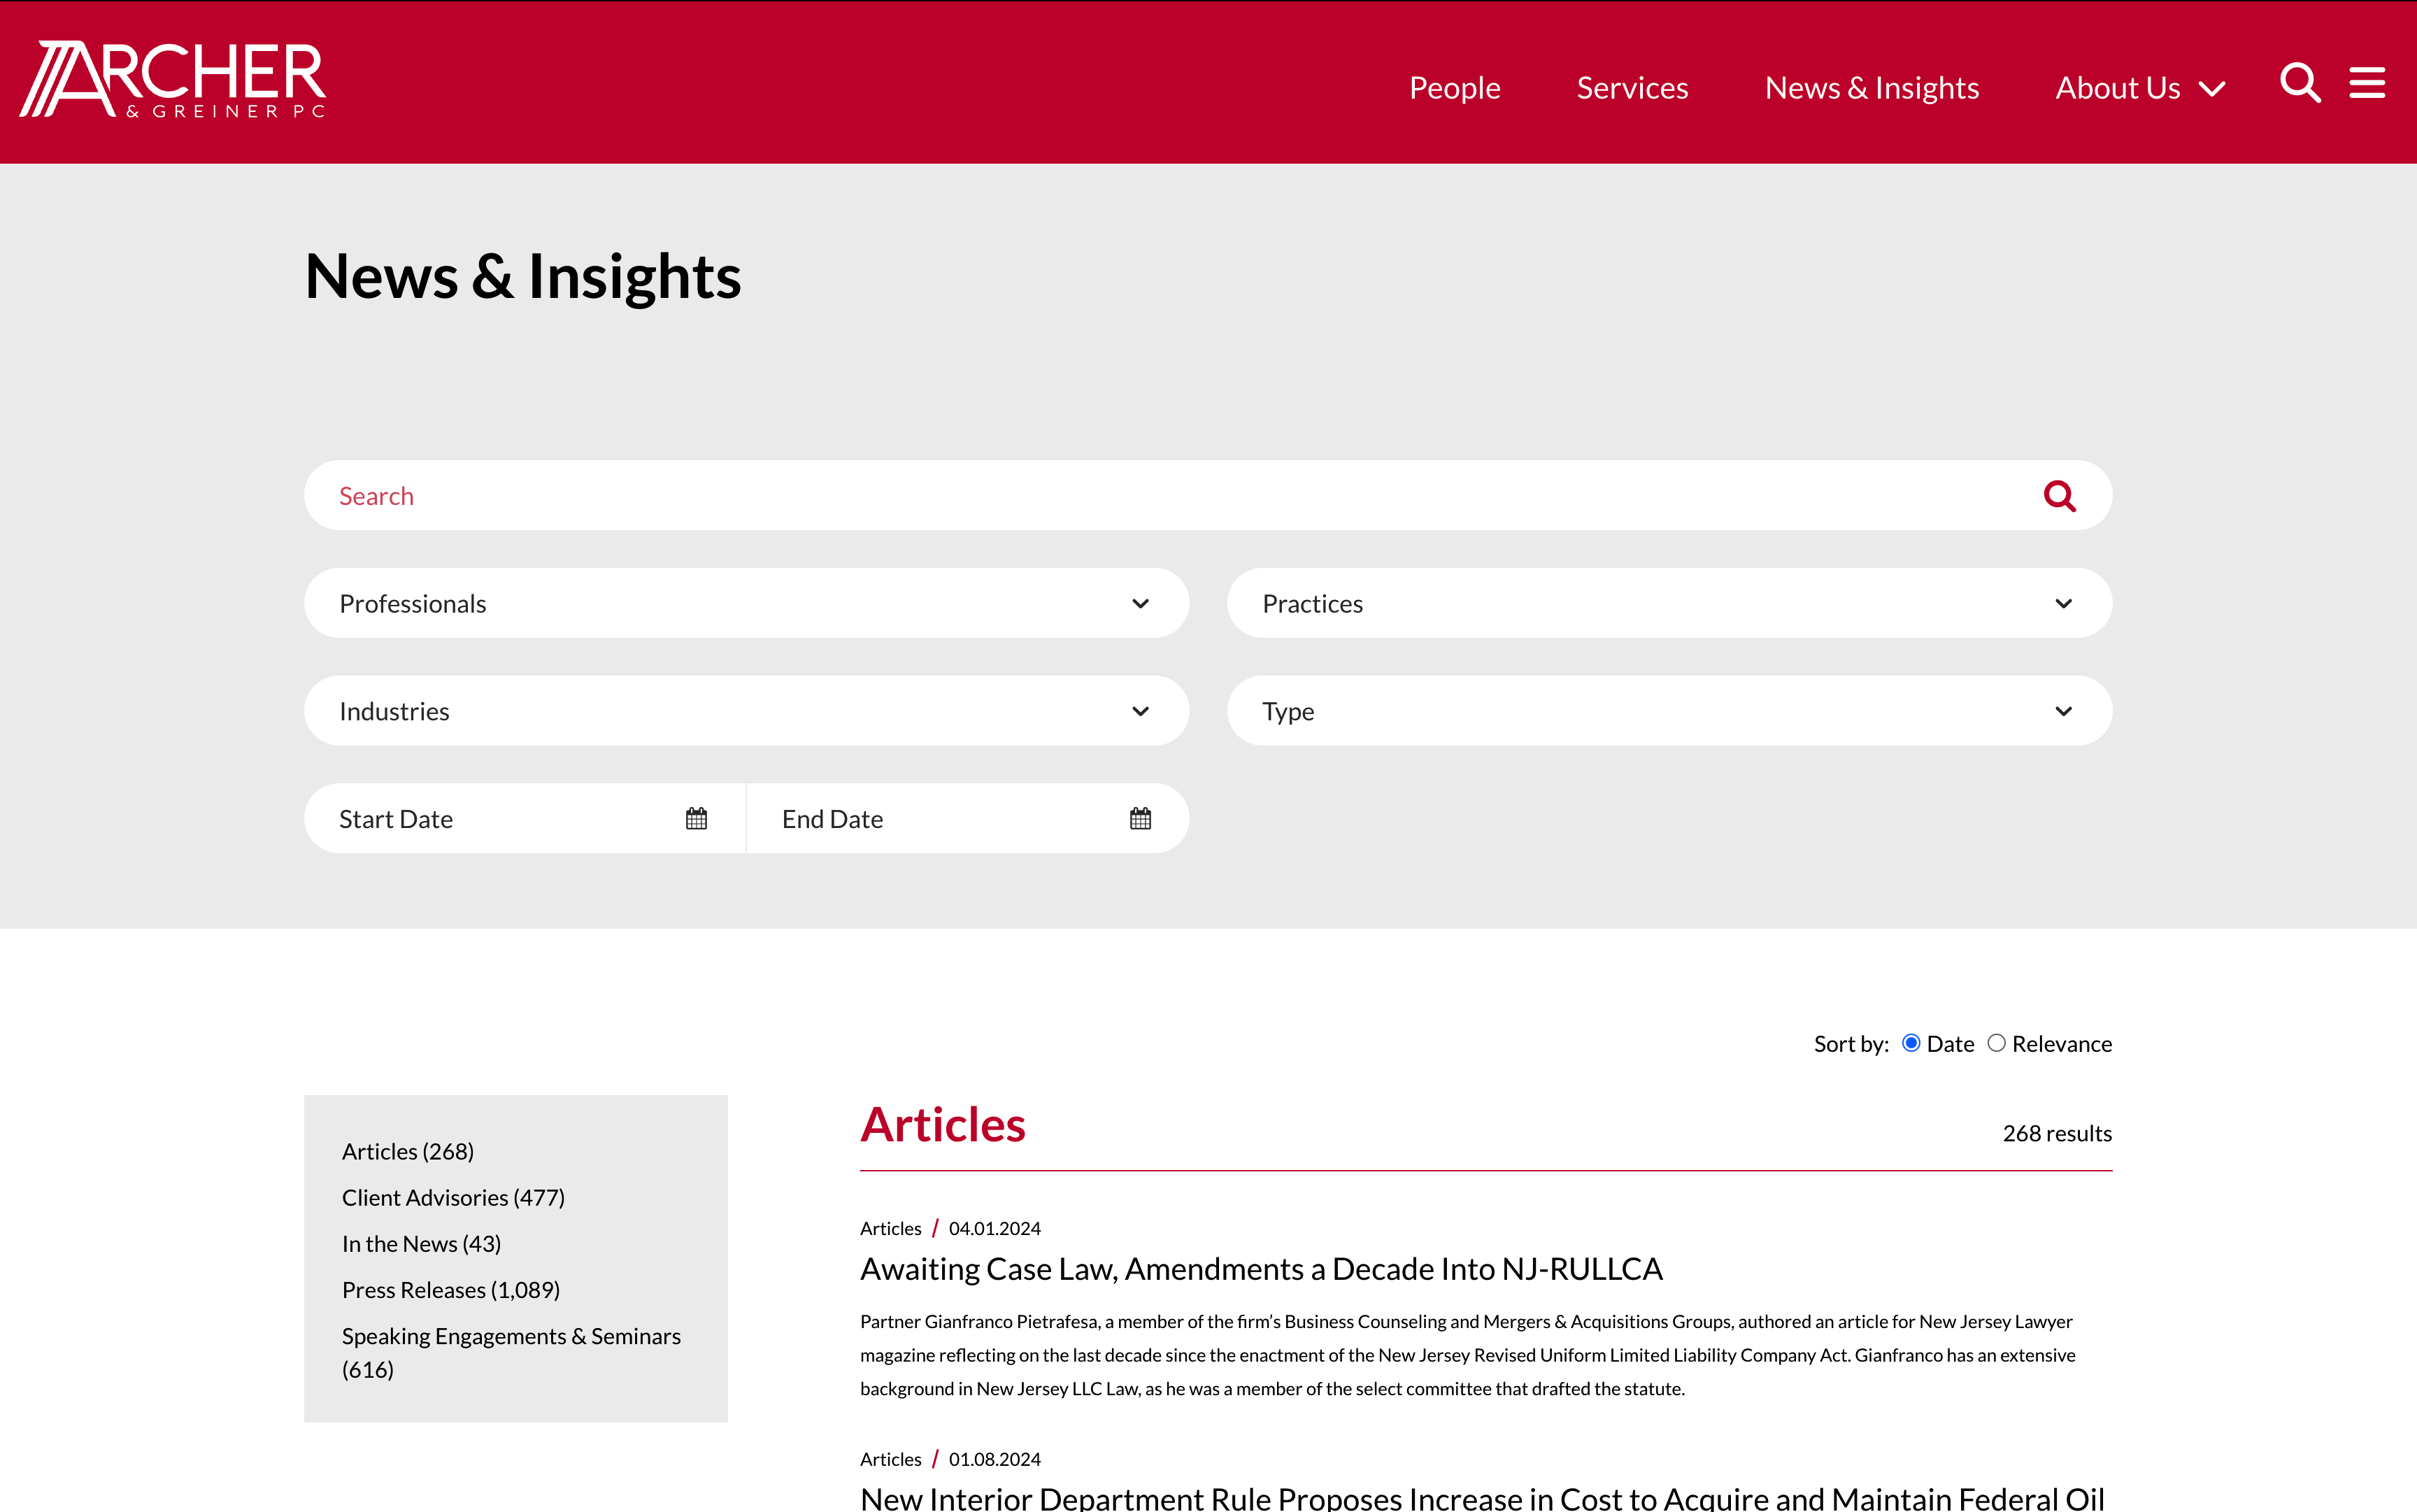 ARCHER
& GREINER PC
People
Services
News & Insights
About Us
News & Insights
Search
Professionals
Practices
Industries
Type
Start Date
End Date
Sort by: Date Relevance
Articles (268)
Client Advisories (477)
In the News (43)
Press Releases (1,089)
Speaking Engagements & Seminars
(616)
Articles
268 results
Articles / 04.01.2024
Awaiting Case Law, Amendments a Decade Into NJ-RULLCA
Partner Gianfranco Pietrafesa, a member of the firm’s Business Counseling and Mergers & Acquisitions Groups, authored an article for New Jersey Lawyer
magazine reflecting on the last decade since the enactment of the New Jersey Revised Uniform Limited Liability Company Act. Gianfranco has an extensive
background in New Jersey LLC Law, as he was a member of the select committee that drafted the statute.
Articles / 01.08.2024
New Interior Department Rule Proposes Increase in Cost to Acquire and Maintain Federal Oil